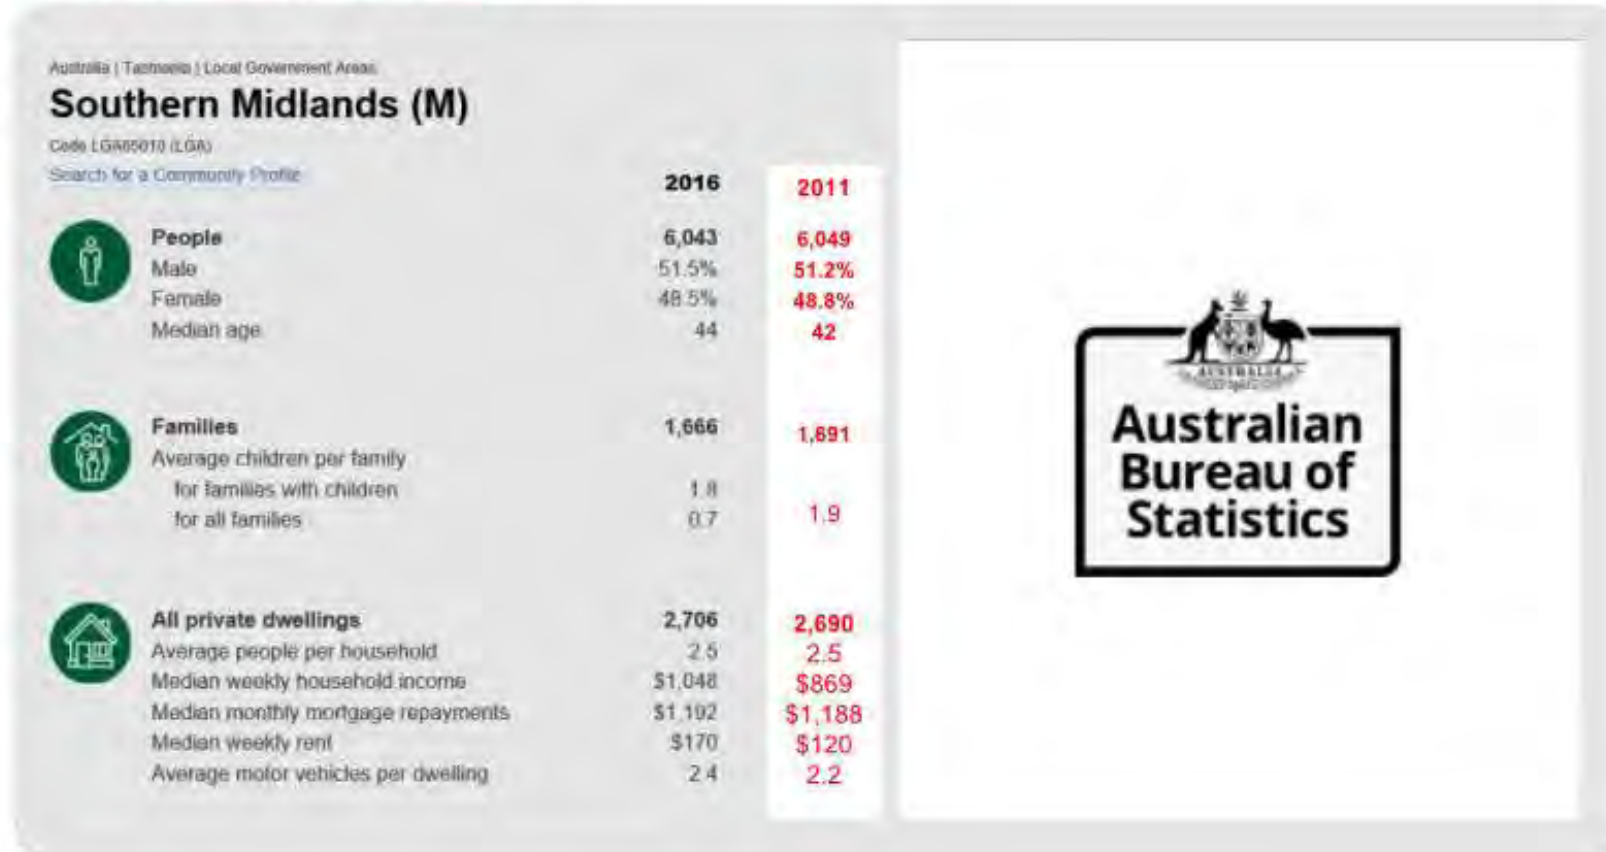 Australia | Tasmania | Local Government Areas
Southern Midlands (M)
Code LGA65010 (LGA)
Search for a Community Profile
2016 2011
People 6,043 6,049
Male 51.5% 51.2%
Female 48.5% 48.8%
Median age 44 42
Families 1,666 1,691
Average children per family
for families with children 1.8
for all families 0.7 1.9
All private dwellings 2,706 2,690
Average people per household 2.5 2.5
Median weekly household income $1,048 $869
Median monthly mortgage repayments $1,192 $1,188
Median weekly rent $170 $120
Average motor vehicles per dwelling 2.4 2.2
AUSTRALIA
Australian
Bureau of
Statistics